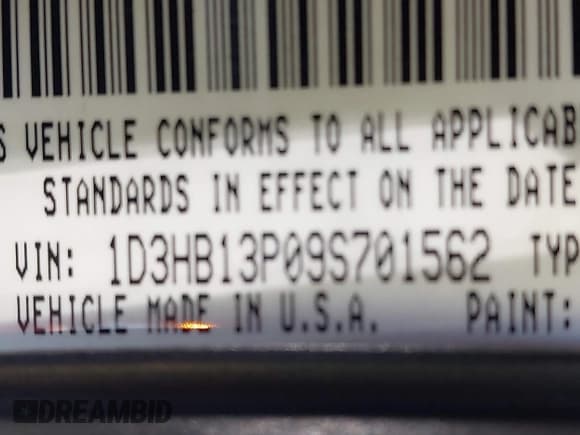 S VEHICLE CONFORMS TO ALL APPLICAB
STANDARDS IN EFFECT ON THE DATE
VIN: 1D3HB13P09S701562 TYP
VEHICLE MADE IN U.S.A. PAINT:
DREAMBID